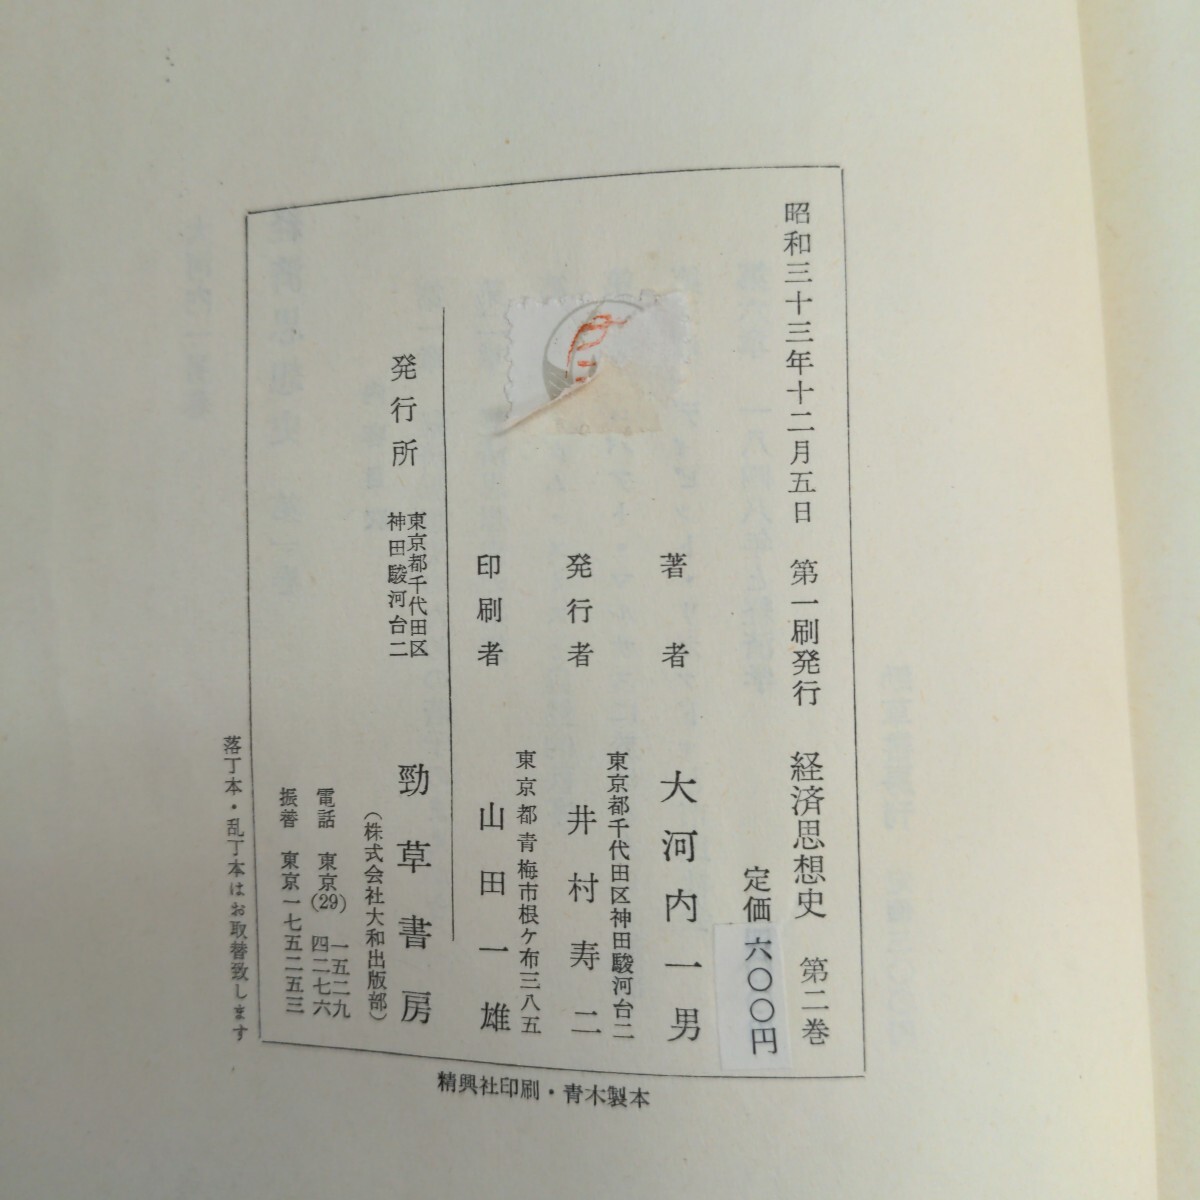 昭和三十三年十二月五日 第一刷発行
経済思想史 第二巻
定価 六〇〇円
著者 大河内一男
東京都千代田区神田駿河台二
発行者 井村寿二
東京都青梅市根ケ布三八五
印刷者 山田一雄
発行所
東京都千代田区
神田駿河台二
勁草書房
(株式会社大和出版部)
電話 東京(29) 一五二九
四二七六
振替 東京一七五二五三
落丁本・乱丁本はお取替致します
精興社印刷・青木製本